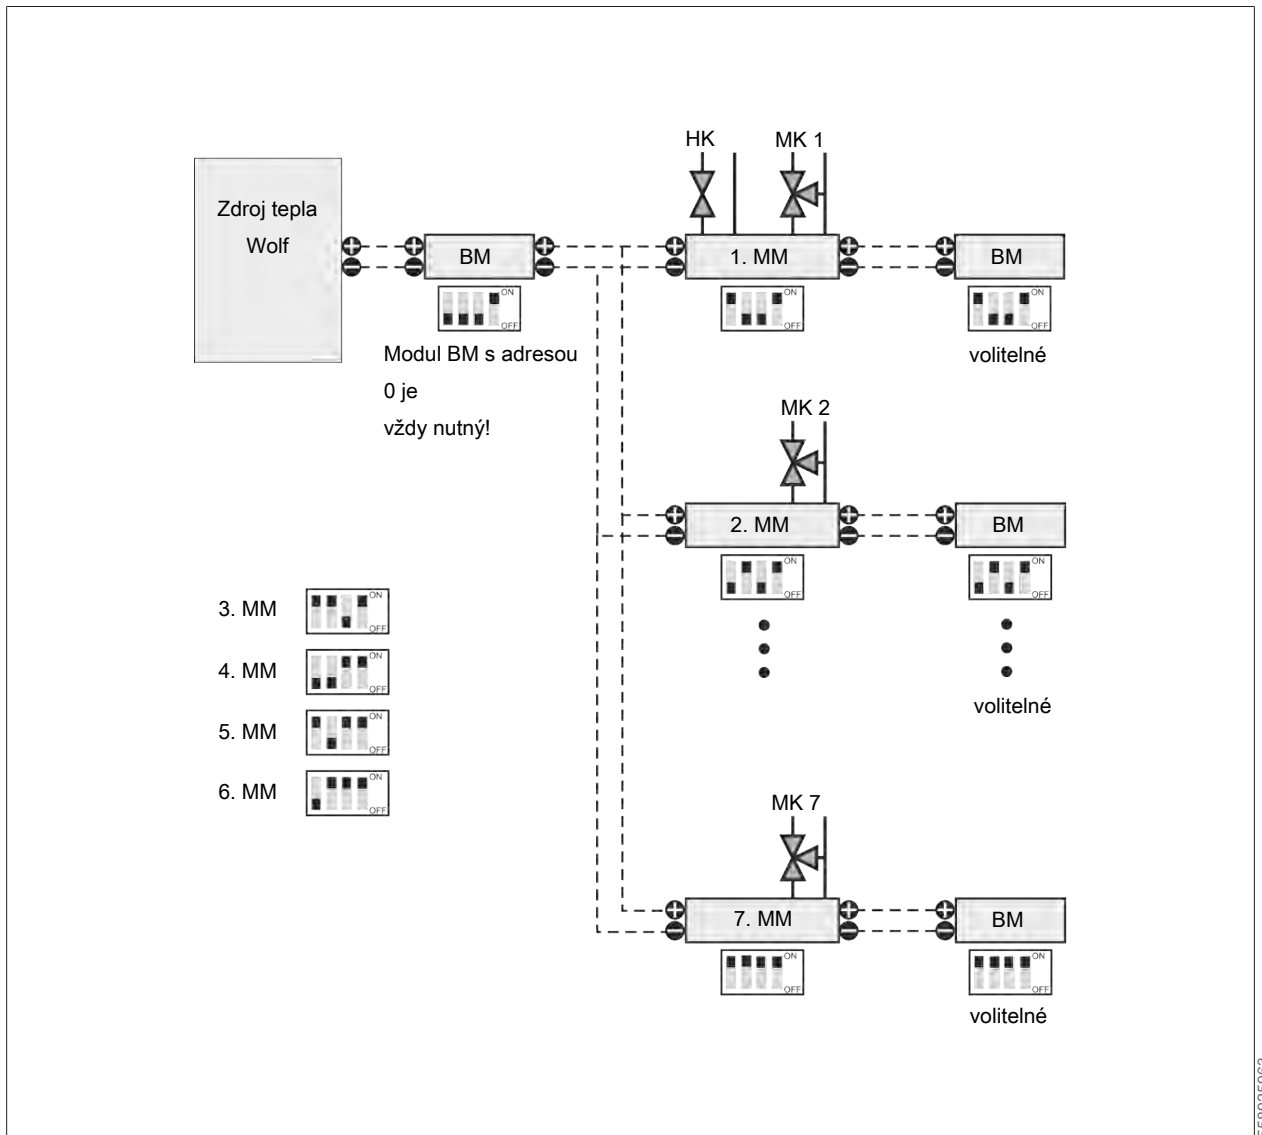 HK
MK 1
Zdroj tepla
Wolf
BM
1. MM
BM
ON
OFF
ON
OFF
ON
OFF
Modul BM s adresou
0 je
vždy nutný!
volitelné
MK 2
2. MM
BM
ON
OFF
ON
OFF
3. MM
ON
OFF
4. MM
ON
OFF
volitelné
5. MM
ON
OFF
6. MM
ON
OFF
MK 7
7. MM
BM
ON
OFF
ON
OFF
volitelné